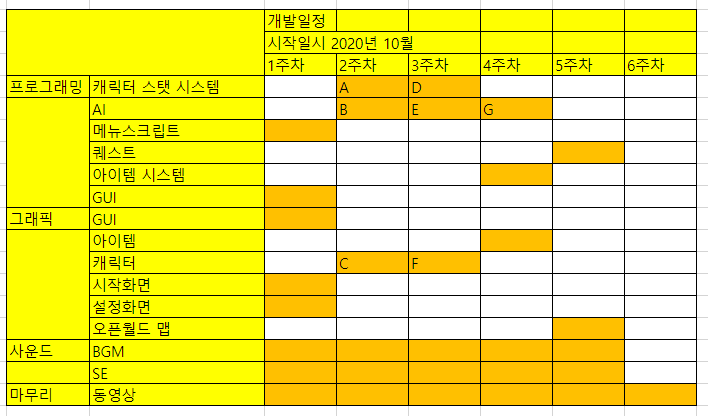 개발일정
시작일시 2020년 10월
1주차 2주차 3주차 4주차 5주차 6주차
프로그래밍 캐릭터 스탯 시스템 A D
AI B E G
메뉴스크립트
퀘스트
아이템 시스템
GUI
그래픽 GUI
아이템
캐릭터 C F
시작화면
설정화면
오픈월드 맵
사운드 BGM
SE
마무리 동영상